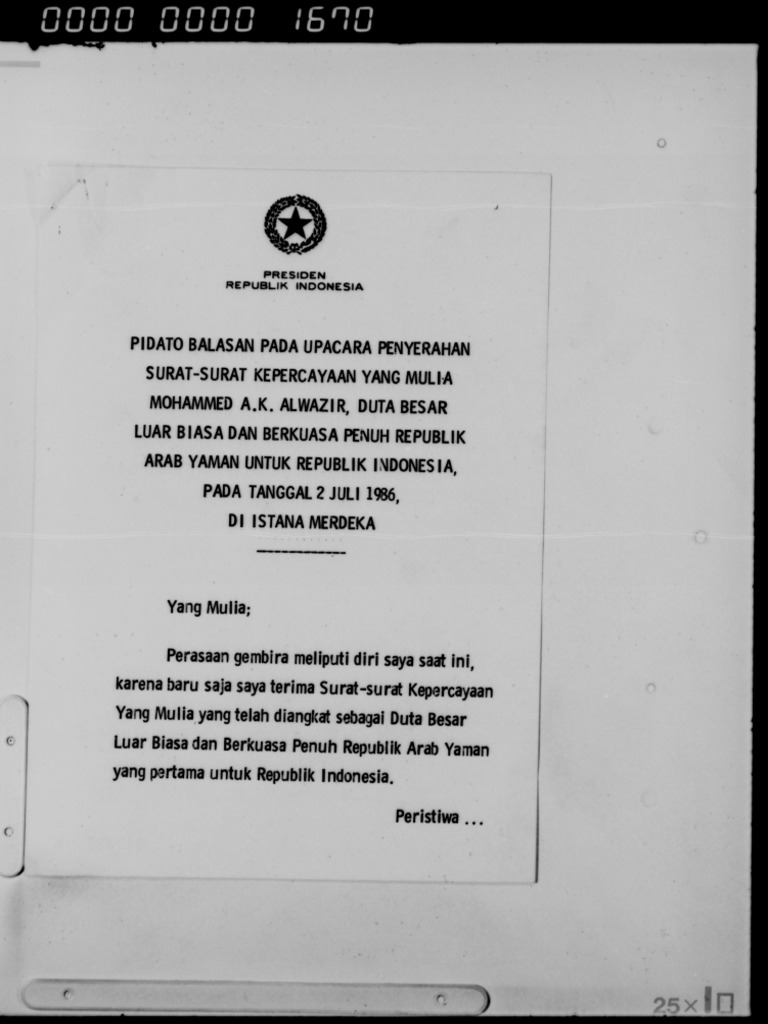 0000 0000 1670
PRESIDEN
REPUBLIK INDONESIA
PIDATO BALASAN PADA UPACARA PENYERAHAN
SURAT-SURAT KEPERCAYAAN YANG MULIA
MOHAMMED A.K. ALWAZIR, DUTA BESAR
LUAR BIASA DAN BERKUASA PENUH REPUBLIK
ARAB YAMAN UNTUK REPUBLIK INDONESIA,
PADA TANGGAL 2 JULI 1986,
DI ISTANA MERDEKA
Yang Mulia;
Perasaan gembira meliputi diri saya saat ini,
karena baru saja saya terima Surat-surat Kepercayaan
Yang Mulia yang telah diangkat sebagai Duta Besar
Luar Biasa dan Berkuasa Penuh Republik Arab Yaman
yang pertama untuk Republik Indonesia.
Peristiwa ...
25×